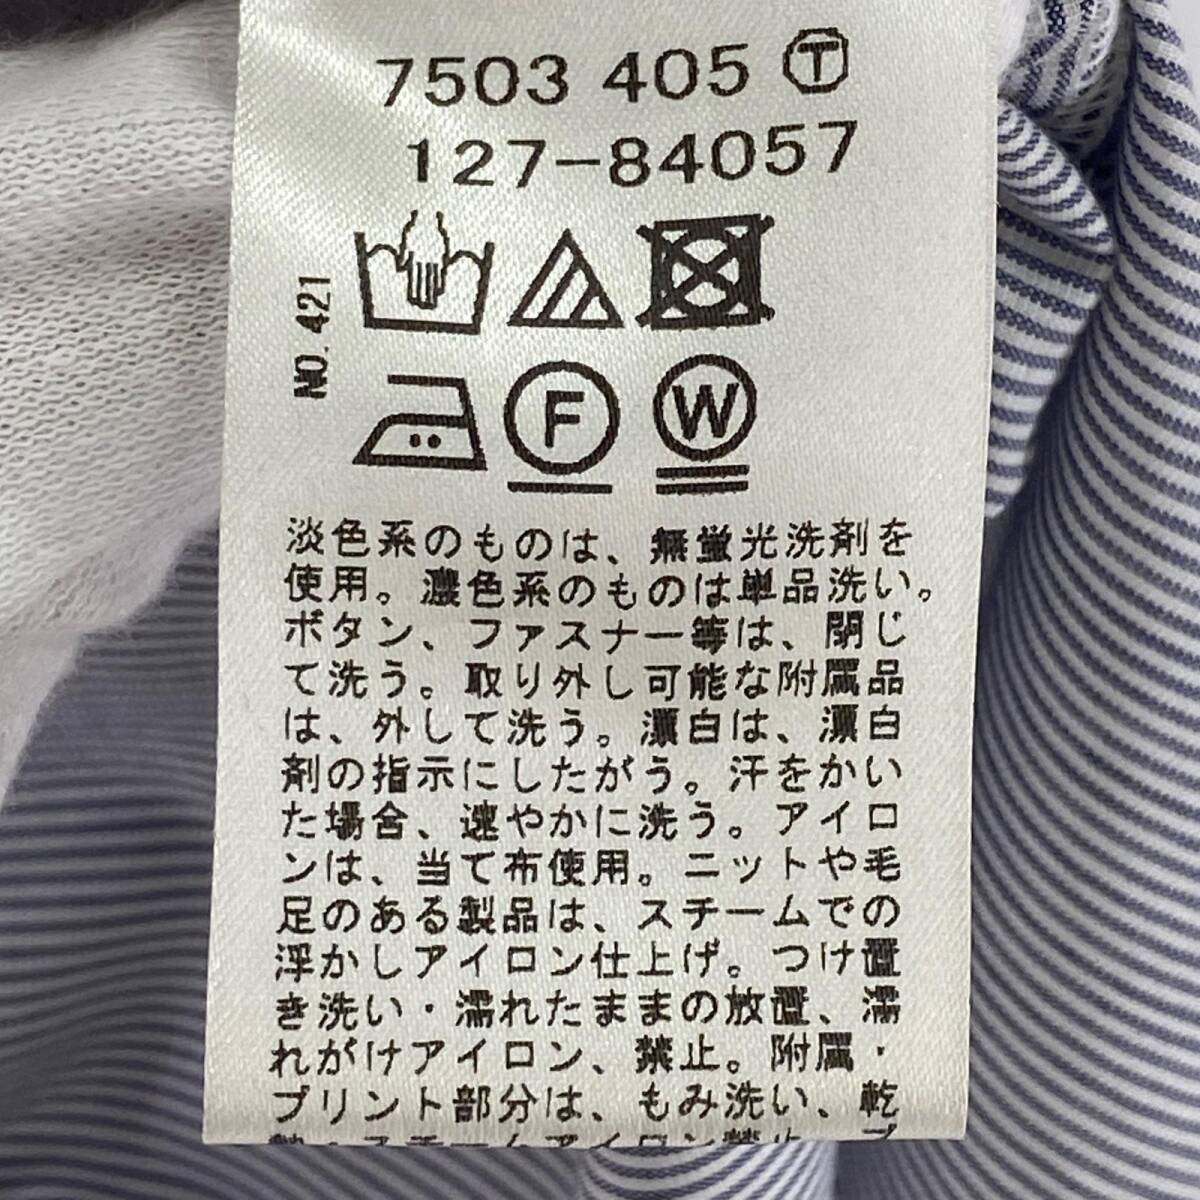 7503 405 Ⓣ
127-84057
NO. 421
F
W
淡色系のものは、無蛍光洗剤を
使用。濃色系のものは単品洗い。
ボタン、ファスナー等は、閉じ
て洗う。取り外し可能な附属品
は、外して洗う。漂白は、漂白
剤の指示にしたがう。汗をかい
た場合、速やかに洗う。アイロ
ンは、当て布使用。ニットや毛
足のある製品は、スチームでの
浮かしアイロン仕上げ。つけ置
き洗い・濡れたままの放置、濡
れがけアイロン、禁止。附属・
プリント部分は、もみ洗い、乾